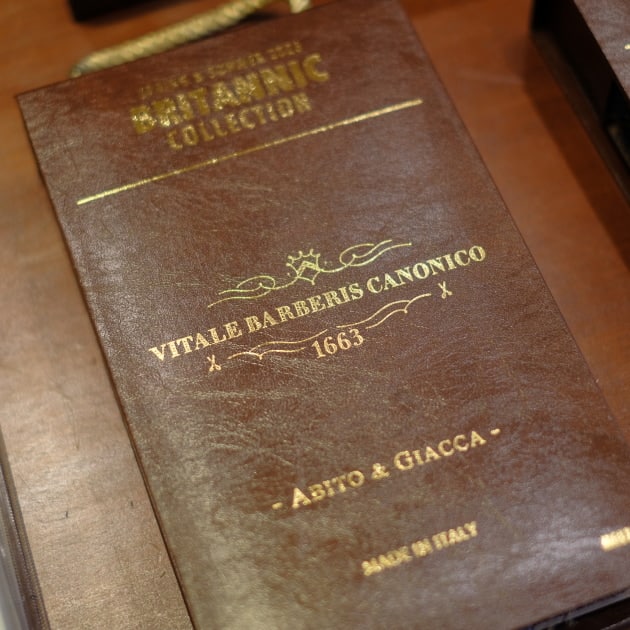 BRITANNIC
COLLECTION
VITALE BARBERIS CANONICO
1663
- ABITO & GIACCA -
MADE IN ITALY